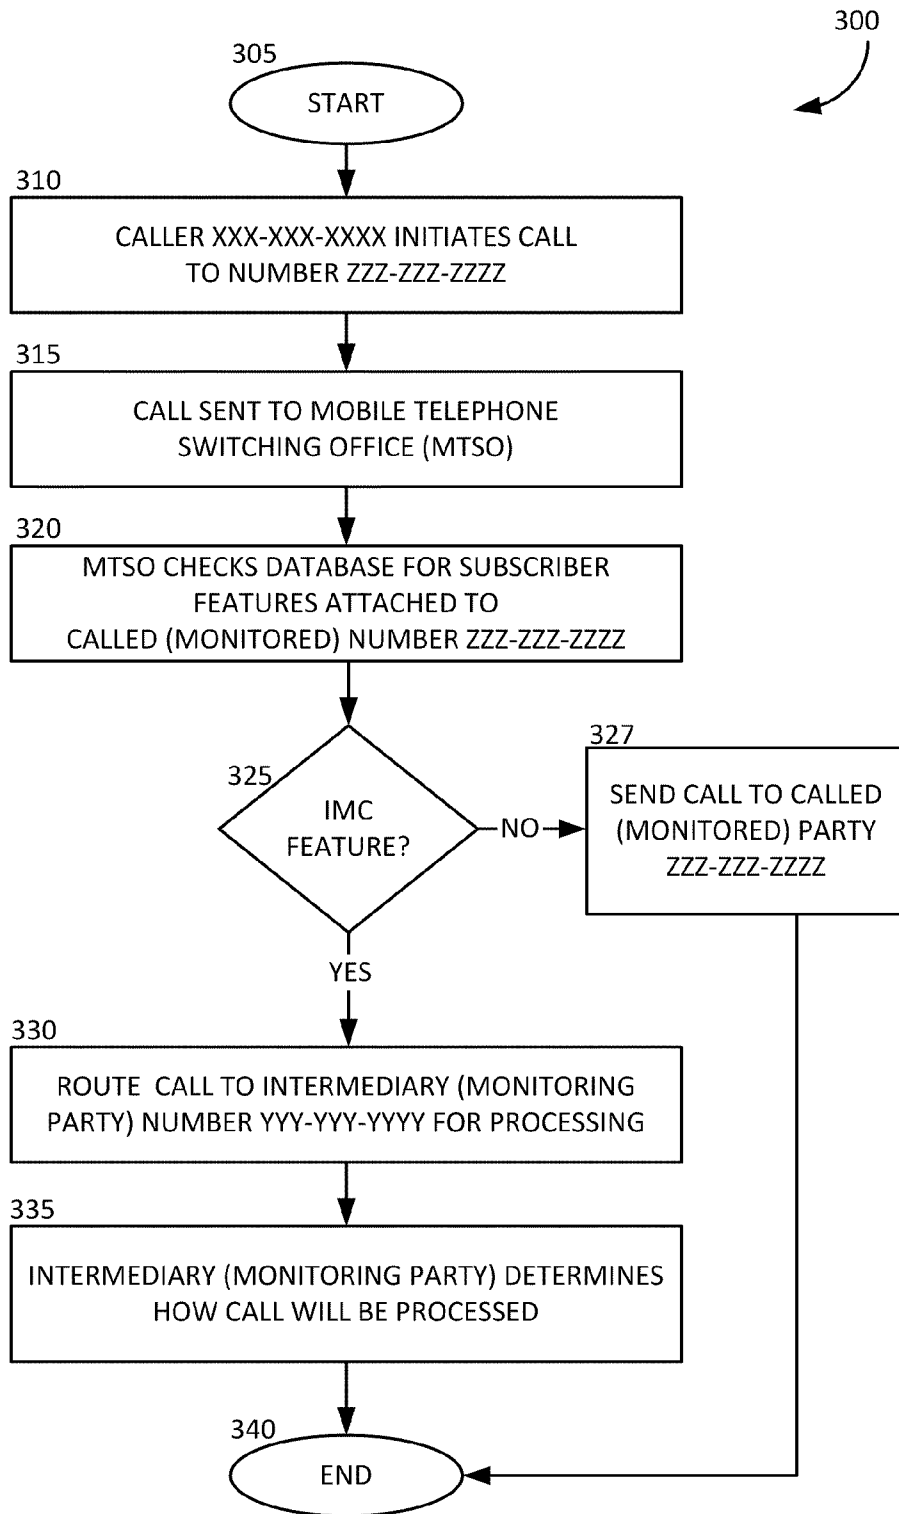 300
305
START
310
CALLER XXX-XXX-XXXX INITIATES CALL
TO NUMBER ZZZ-ZZZ-ZZZZ
315
CALL SENT TO MOBILE TELEPHONE
SWITCHING OFFICE (MTSO)
320
MTSO CHECKS DATABASE FOR SUBSCRIBER
FEATURES ATTACHED TO
CALLED (MONITORED) NUMBER ZZZ-ZZZ-ZZZZ
325
IMC
FEATURE?
NO
327
SEND CALL TO CALLED
(MONITORED) PARTY
ZZZ-ZZZ-ZZZZ
YES
330
ROUTE CALL TO INTERMEDIARY (MONITORING
PARTY) NUMBER YYY-YYY-YYYY FOR PROCESSING
335
INTERMEDIARY (MONITORING PARTY) DETERMINES
HOW CALL WILL BE PROCESSED
340
END